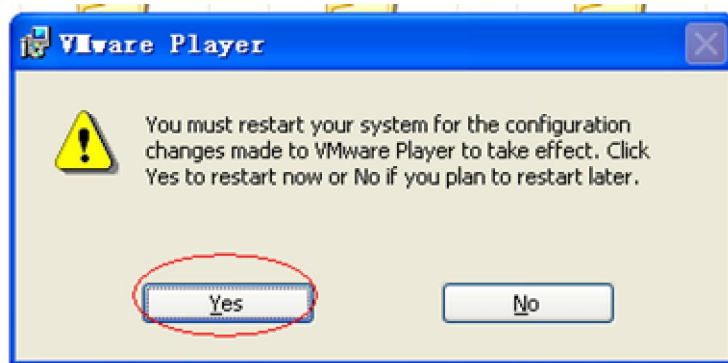 VMware Player
You must restart your system for the configuration
changes made to VMware Player to take effect. Click
Yes to restart now or No if you plan to restart later.
Yes
No